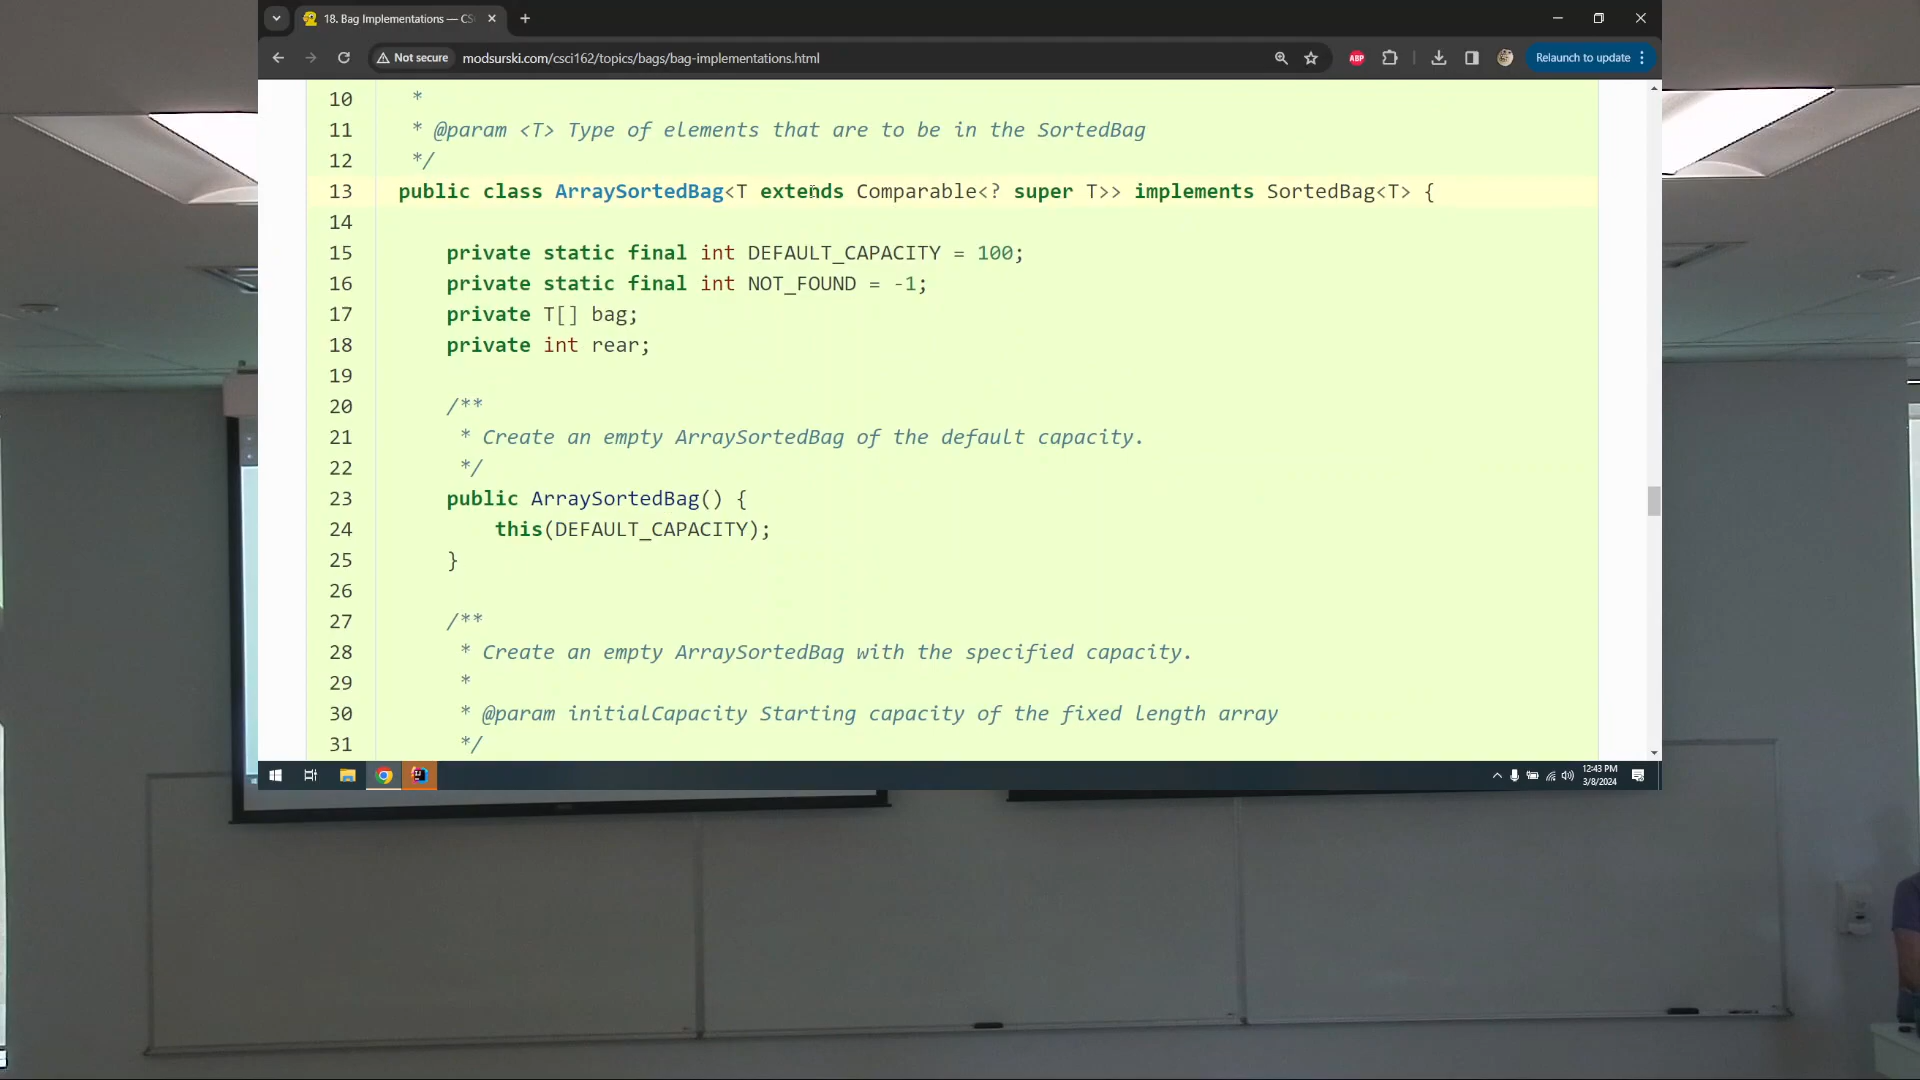 18. Bag Implementations — CS
Not secure
modsurski.com/csci162/topics/bags/bag-implementations.html
ABP
Relaunch to update
10 *
11 * @param <T> Type of elements that are to be in the SortedBag
12 */
13 public class ArraySortedBag<T extends Comparable<? super T>> implements SortedBag<T> {
14
15 private static final int DEFAULT_CAPACITY = 100;
16 private static final int NOT_FOUND = -1;
17 private T[] bag;
18 private int rear;
19
20 /**
21 * Create an empty ArraySortedBag of the default capacity.
22 */
23 public ArraySortedBag() {
24 this(DEFAULT_CAPACITY);
25 }
26
27 /**
28 * Create an empty ArraySortedBag with the specified capacity.
29 *
30 * @param initialCapacity Starting capacity of the fixed length array
31 */
12:43 PM
3/8/2024